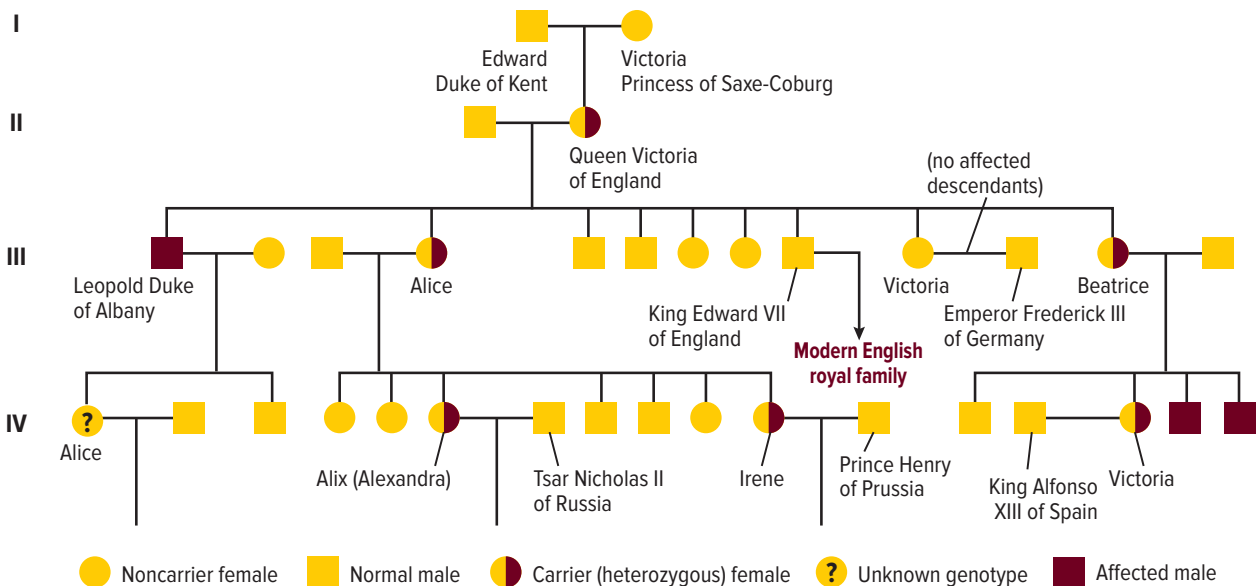 I
Edward
Duke of Kent
Victoria
Princess of Saxe-Coburg
II
Queen Victoria
of England
(no affected
descendants)
III
Leopold Duke
of Albany
Alice
King Edward VII
of England
Modern English
royal family
Victoria
Emperor Frederick III
of Germany
Beatrice
IV
?
Alice
Alix (Alexandra)
Tsar Nicholas II
of Russia
Irene
Prince Henry
of Prussia
King Alfonso
XIII of Spain
Victoria
Noncarrier female
Normal male
Carrier (heterozygous) female
?
Unknown genotype
Affected male